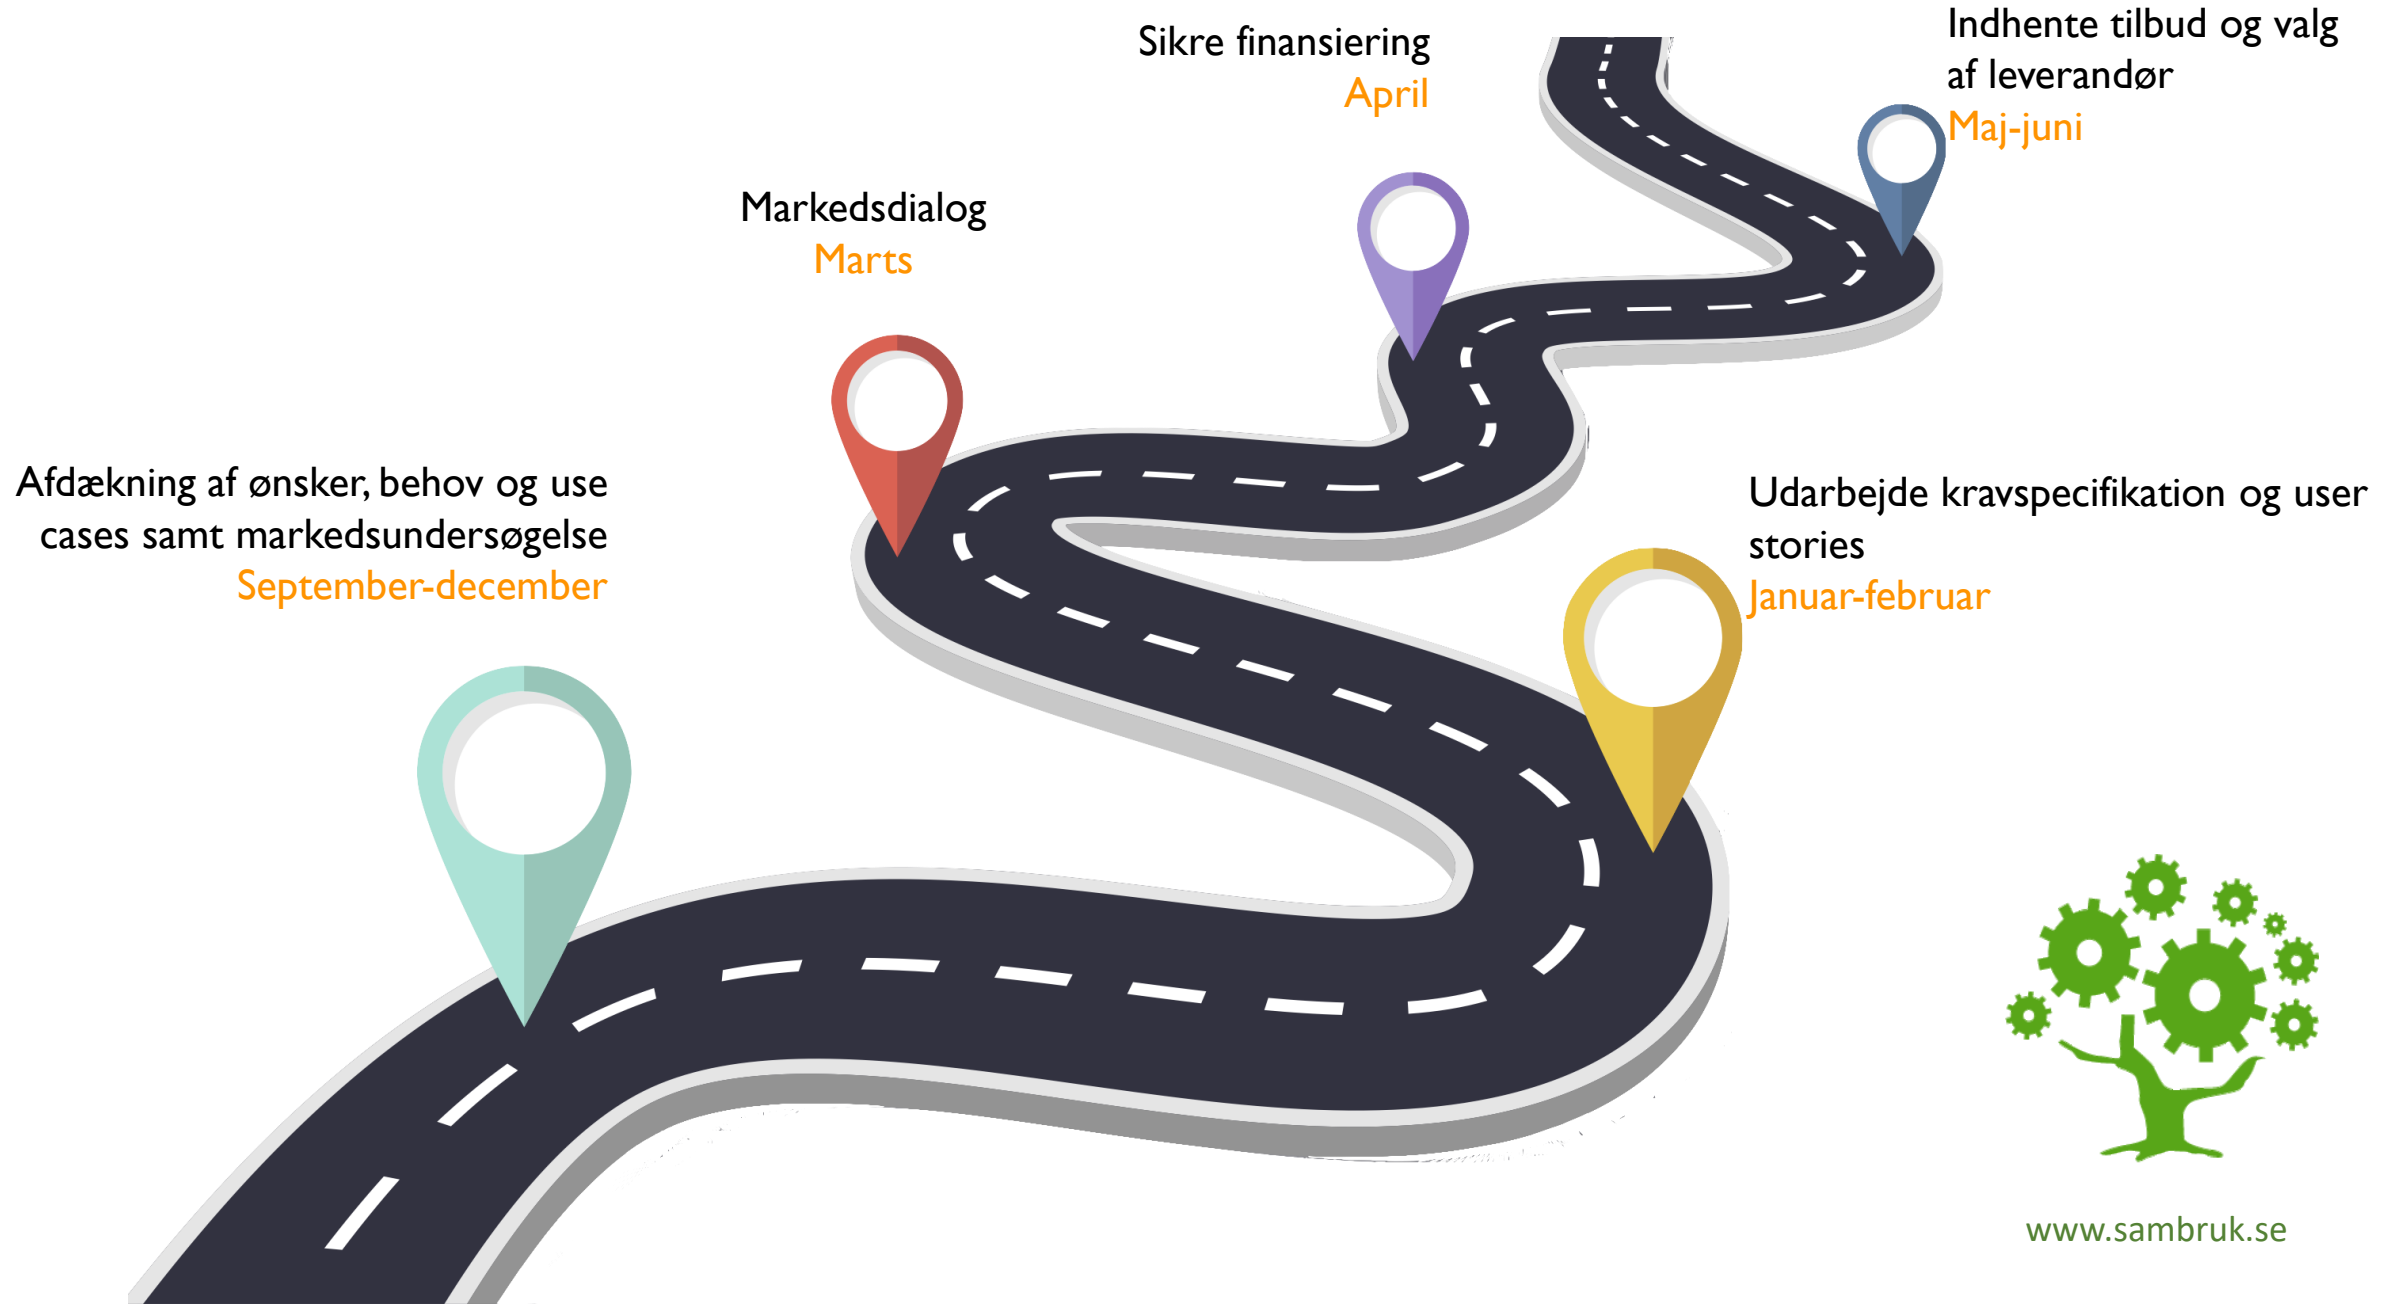 Sikre finansiering
April
Indhente tilbud og valg
af leverandør
Maj-juni
Markedsdialog
Marts
Afdækning af ønsker, behov og use
cases samt markedsundersøgelse
September-december
Udarbejde kravspecifikation og user
stories
Januar-februar
www.sambruk.se